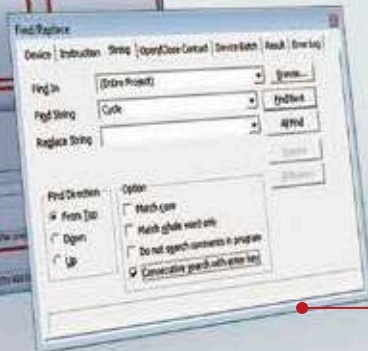 Find/Replace
Device Instruction String Open/Close Contact Device Batch Result Error Log
Find In (Entire Project) Browse...
Find String Cycle Find Next
Replace String All Find
Find Direction Option
From Top Match case
Down Match whole word only
Up Do not search comments in program
Consecutive search with enter key